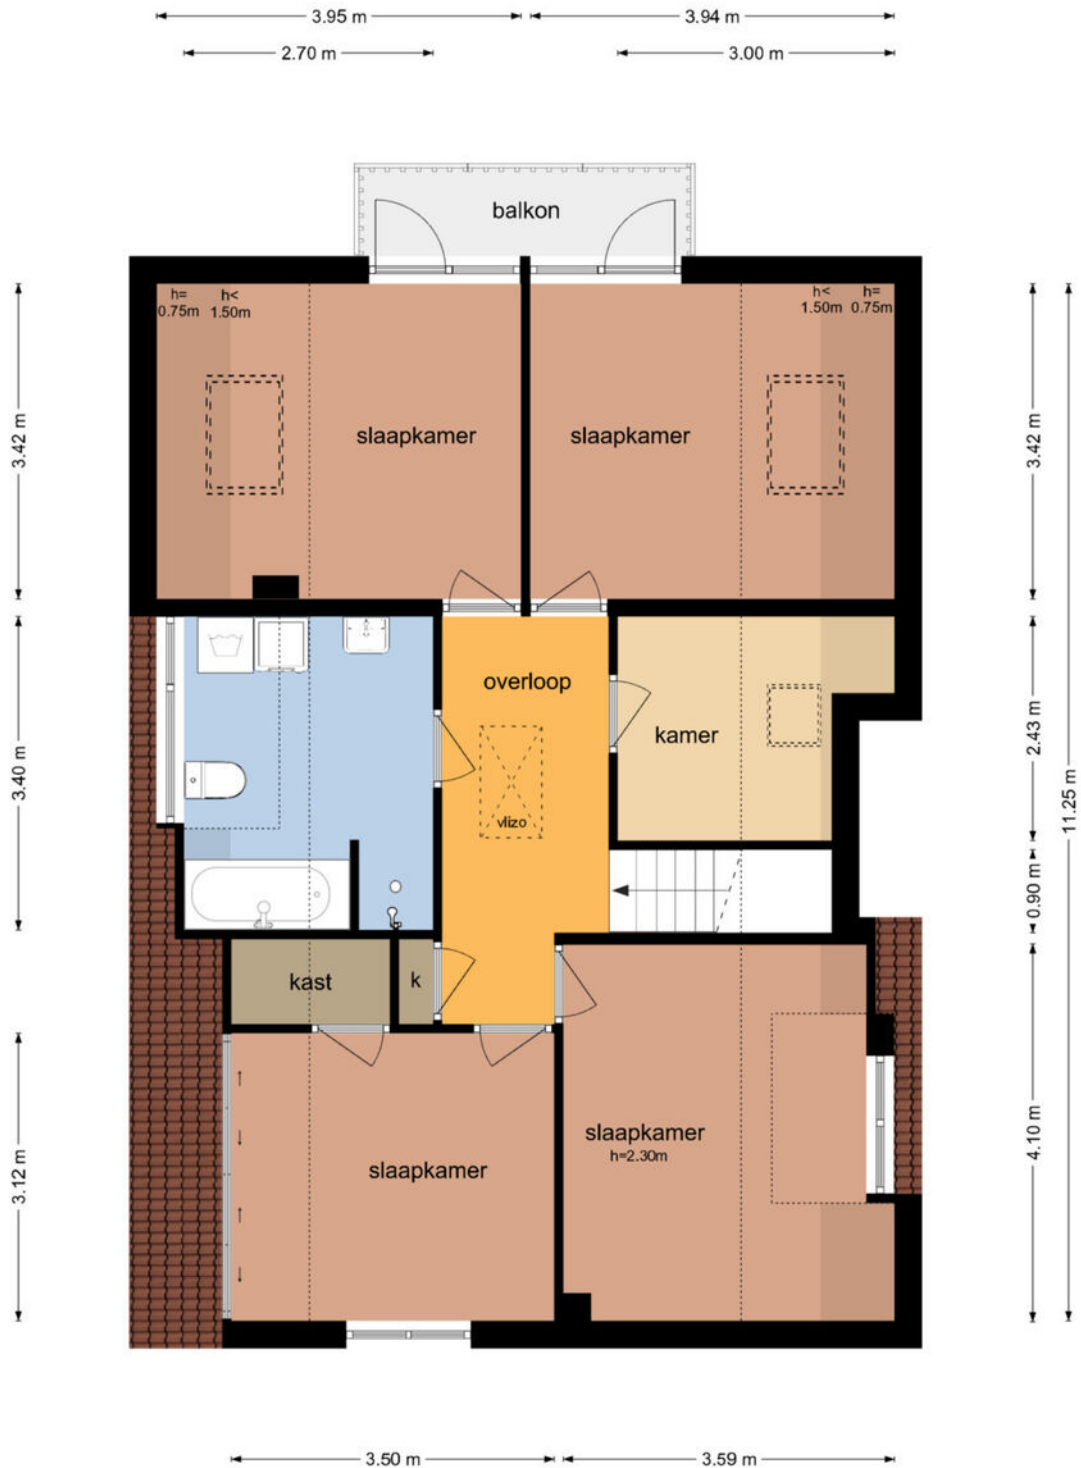 3.95 m
3.94 m
2.70 m
3.00 m
balkon
h=
0.75m
h<
1.50m
h<
1.50m
h=
0.75m
slaapkamer
slaapkamer
3.42 m
3.42 m
overloop
kamer
vlizo
3.40 m
2.43 m
11.25 m
0.90 m
kast
k
slaapkamer
h=2.30m
slaapkamer
3.12 m
4.10 m
3.50 m
3.59 m